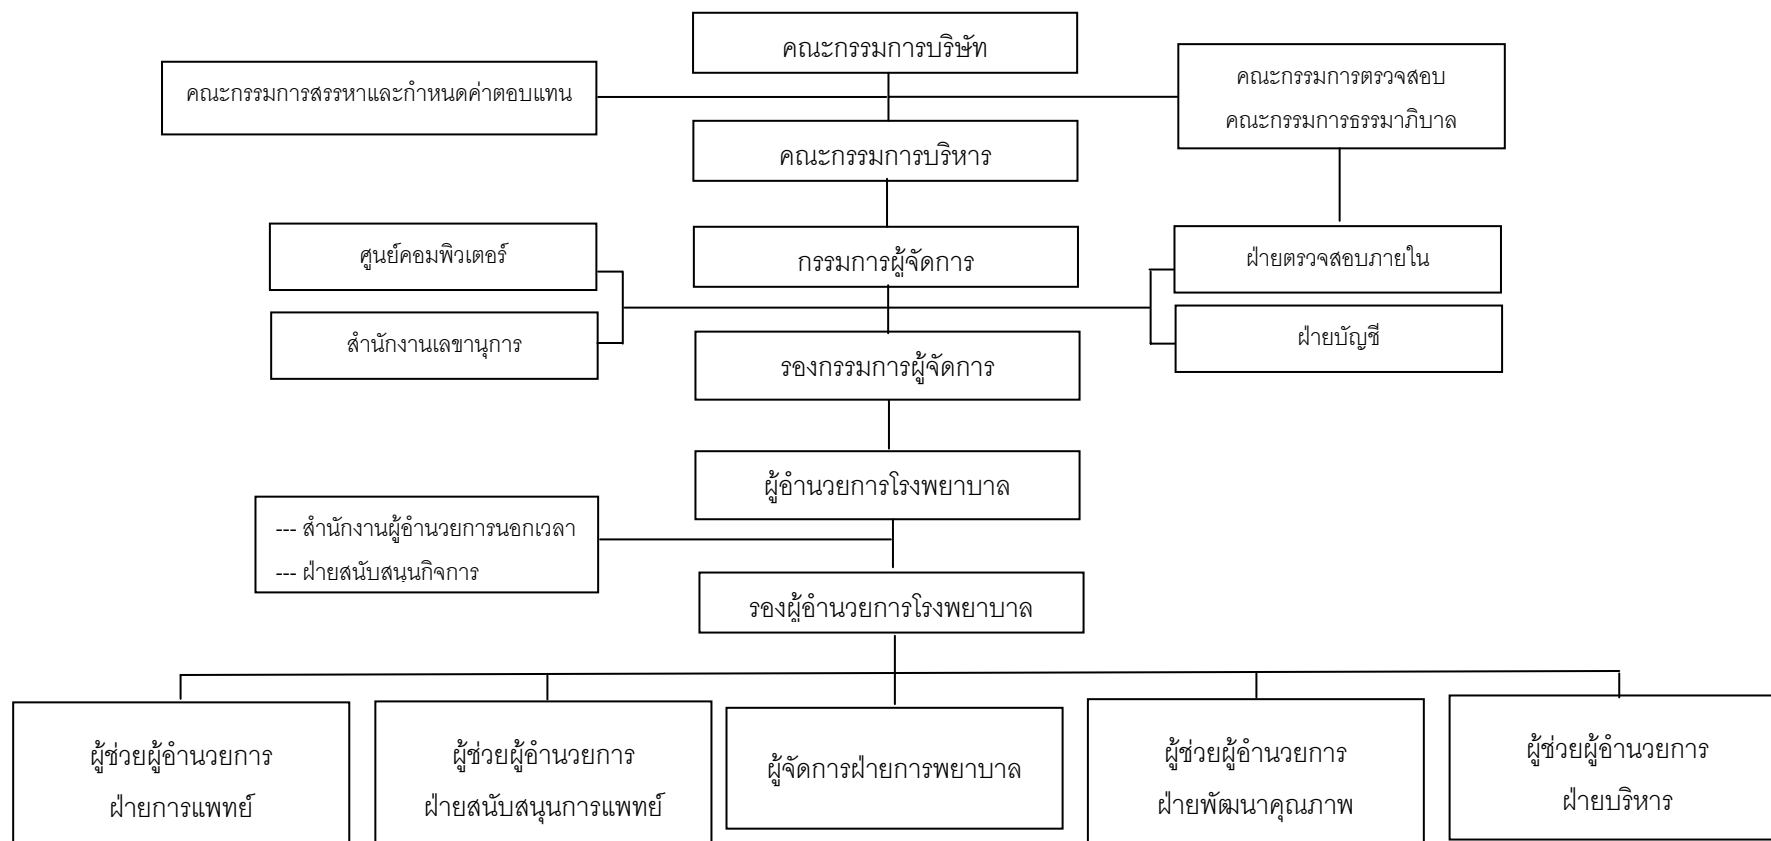 คณะกรรมการบริษัท
คณะกรรมการสรรหาและกำหนดค่าตอบแทน
คณะกรรมการตรวจสอบ
คณะกรรมการธรรมาภิบาล
คณะกรรมการบริหาร
ศูนย์คอมพิวเตอร์
กรรมการผู้จัดการ
ฝ่ายตรวจสอบภายใน
สำนักงานเลขานุการ
รองกรรมการผู้จัดการ
ฝ่ายบัญชี
ผู้อำนวยการโรงพยาบาล
--- สำนักงานผู้อำนวยการนอกเวลา
--- ฝ่ายสนับสนุนกิจการ
รองผู้อำนวยการโรงพยาบาล
ผู้ช่วยผู้อำนวยการ
ฝ่ายการแพทย์
ผู้ช่วยผู้อำนวยการ
ฝ่ายสนับสนุนการแพทย์
ผู้จัดการฝ่ายการพยาบาล
ผู้ช่วยผู้อำนวยการ
ฝ่ายพัฒนาคุณภาพ
ผู้ช่วยผู้อำนวยการ
ฝ่ายบริหาร